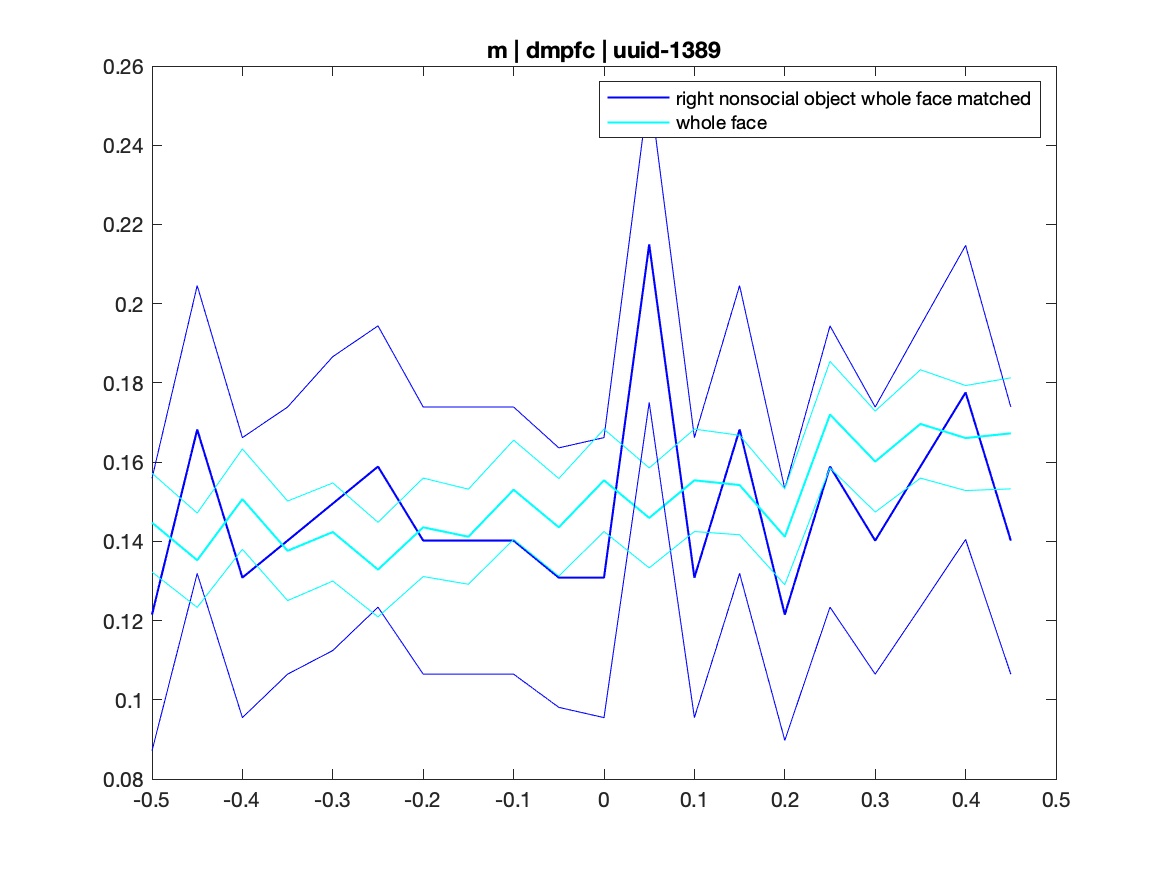 m | dmpfc | uuid-1389
right nonsocial object whole face matched
whole face
0.26
0.24
0.22
0.2
0.18
0.16
0.14
0.12
0.1
0.08
-0.5 -0.4 -0.3 -0.2 -0.1 0 0.1 0.2 0.3 0.4 0.5